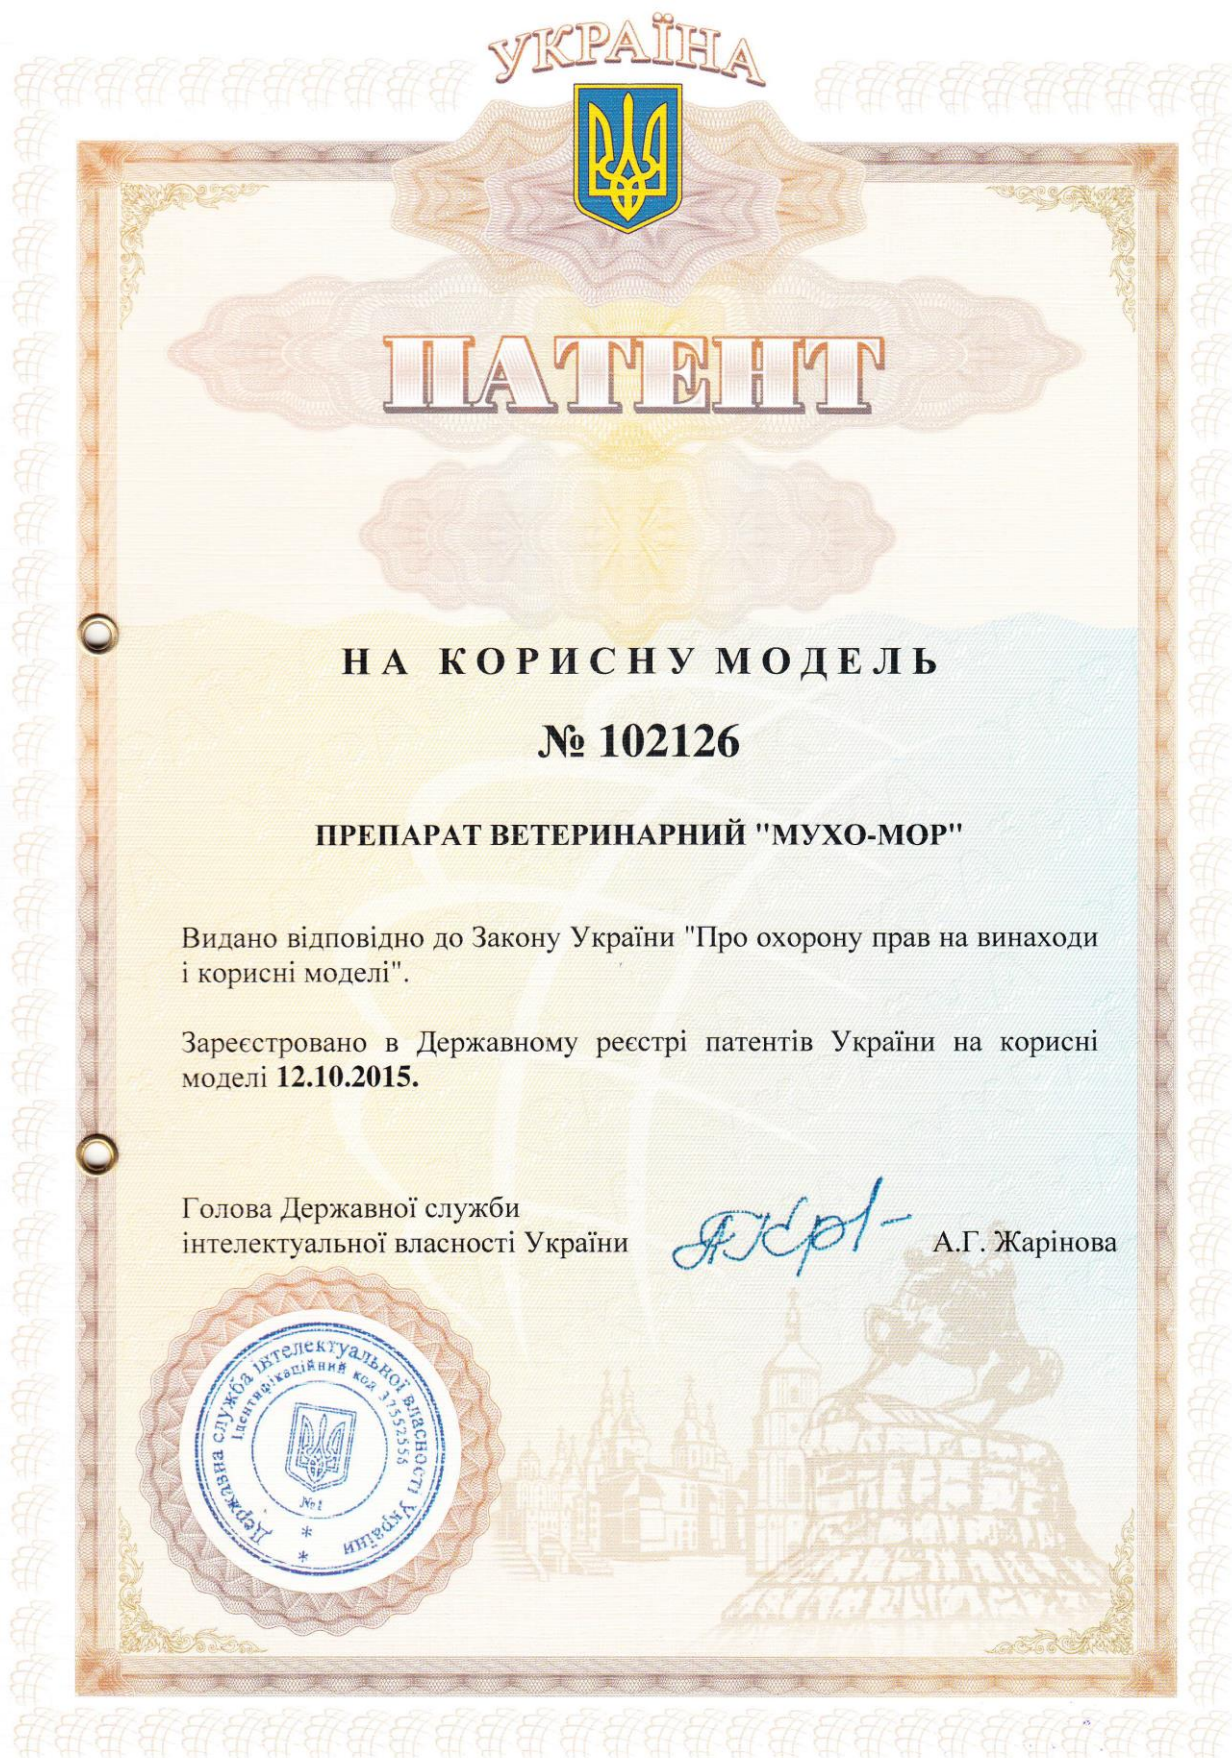 УКРАЇНА
ПАТЕНТ
НА КОРИСНУ МОДЕЛЬ
№ 102126
ПРЕПАРАТ ВЕТЕРИНАРНИЙ "МУХО-МОР"
Видано відповідно до Закону України "Про охорону прав на винаходи
і корисні моделі".
Зареєстровано в Державному реєстрі патентів України на корисні
моделі 12.10.2015.
Голова Державної служби
інтелектуальної власності України
А.Г. Жарінова
Державна служба інтелектуальної власності України
Ідентифікаційний код 37552556
№1